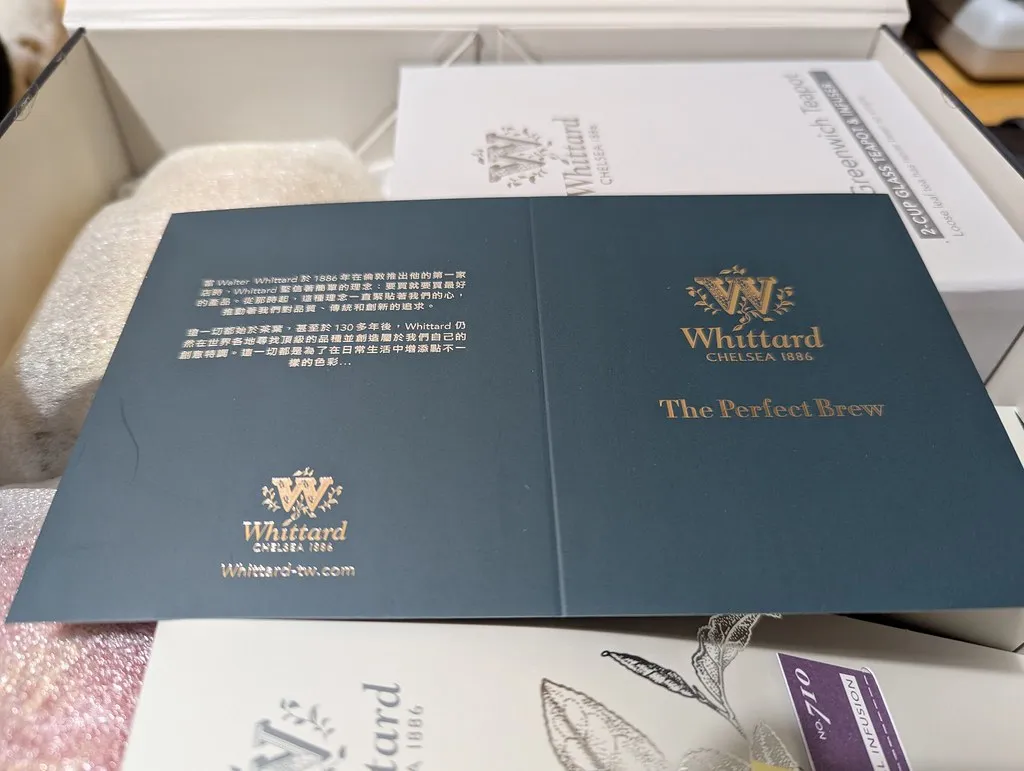 Whittard
CHELSEA 1886
Greenwich Teapot
2-CUP GLASS TEAPOT & INFUSER
當 Walter Whittard 於 1886 年在倫敦推出他的第一家
店時，Whittard 堅信著簡單的理念：要買就要買最好
的產品。從那時起，這種理念一直緊貼著我們的心，
推動著我們對品質、傳統和創新的追求。
這一切都始於茶葉，甚至於 130 多年後，Whittard 仍
然在世界各地尋找頂級的品種並創造屬於我們自己的
創意特調。這一切都是為了在日常生活中增添點不一
樣的色彩...
Whittard
CHELSEA 1886
Whittard-tw.com
Whittard
CHELSEA 1886
The Perfect Brew
tard
1886
NO. 710
L INFUSION